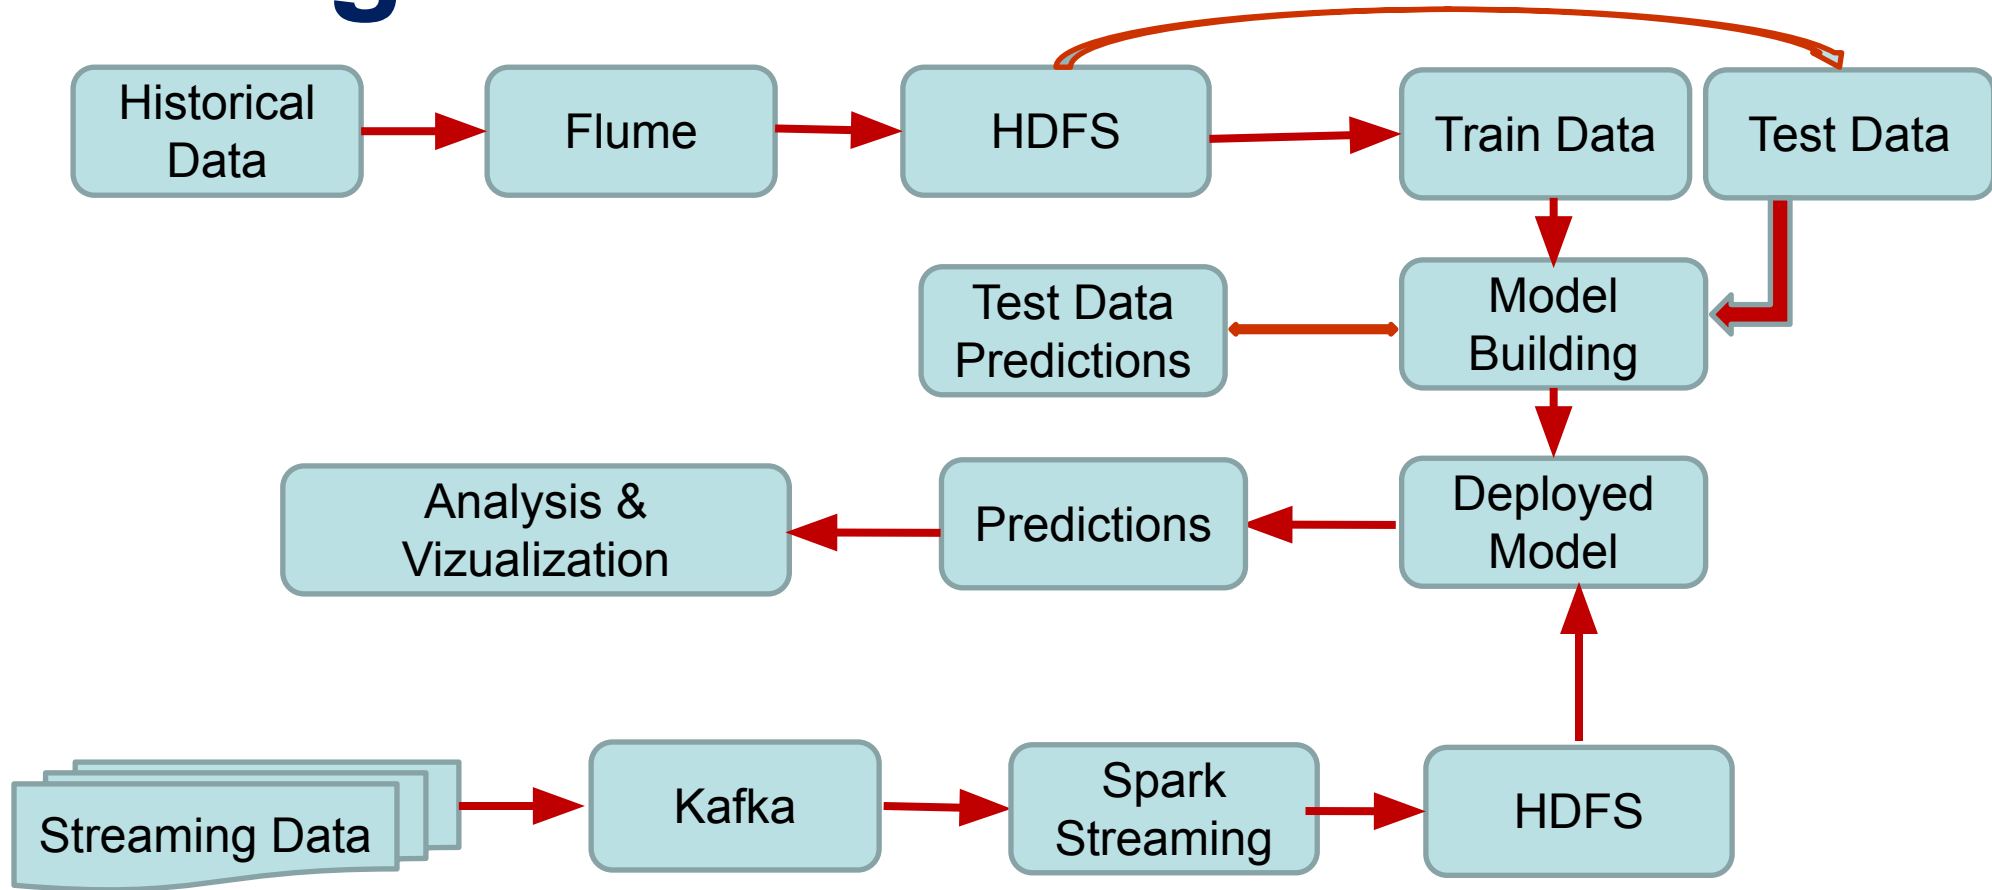 Historical
Data
Flume
HDFS
Train Data
Test Data
Test Data
Predictions
Model
Building
Analysis &
Vizualization
Predictions
Deployed
Model
Streaming Data
Kafka
Spark
Streaming
HDFS